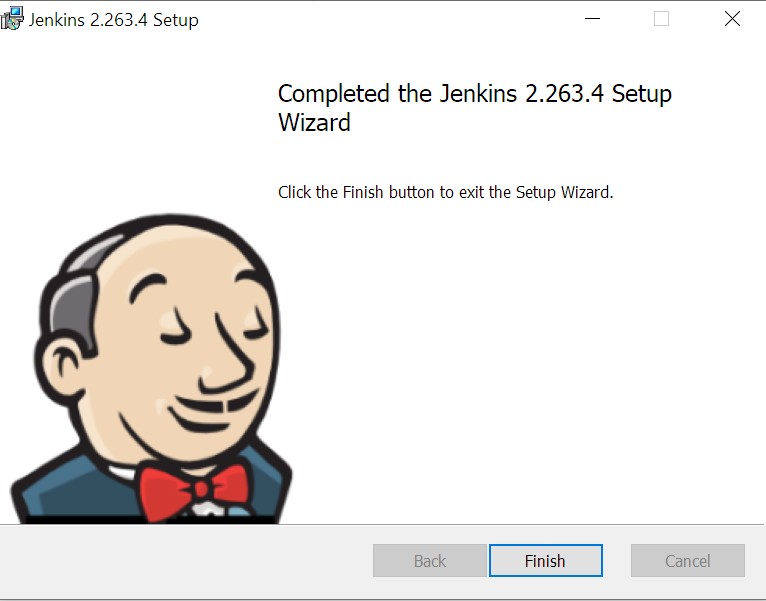 Jenkins 2.263.4 Setup
Completed the Jenkins 2.263.4 Setup
Wizard
Click the Finish button to exit the Setup Wizard.
Back
Finish
Cancel